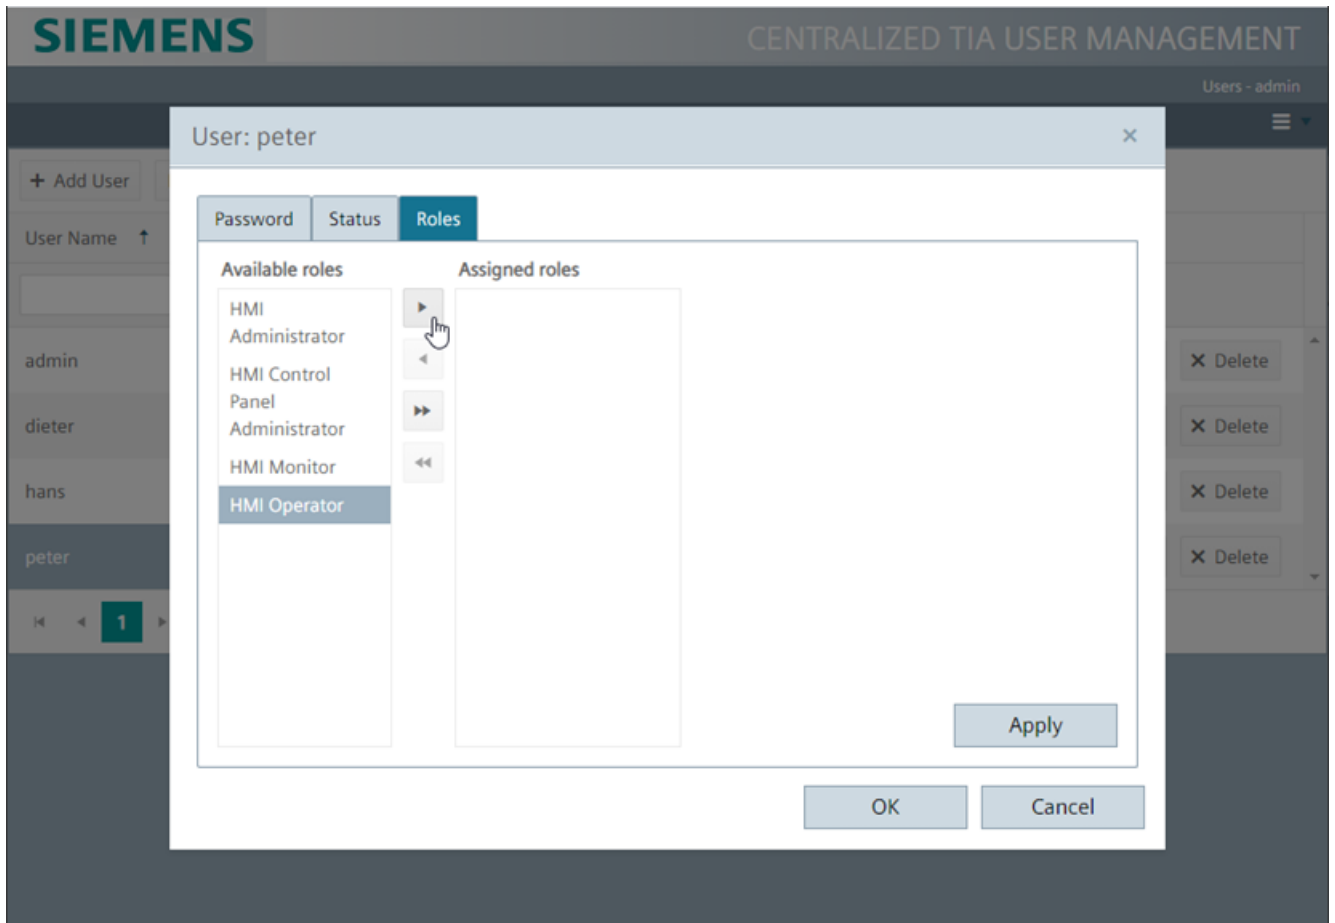 SIEMENS
CENTRALIZED TIA USER MANAGEMENT
Users - admin
User: peter
+ Add User
User Name
Password Status Roles
Available roles
Assigned roles
HMI
Administrator
HMI Control
Panel
Administrator
HMI Monitor
HMI Operator
admin
Delete
dieter
Delete
hans
Delete
peter
Delete
1
Apply
OK
Cancel